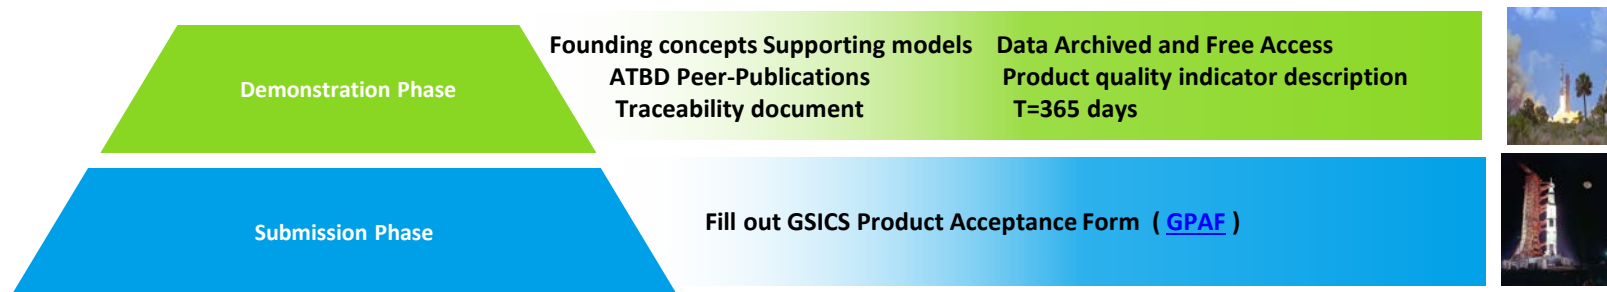 Demonstration Phase
Founding concepts Supporting models Data Archived and Free Access
ATBD Peer-Publications Product quality indicator description
Traceability document T=365 days
Submission Phase
Fill out GSICS Product Acceptance Form ( GPAF )